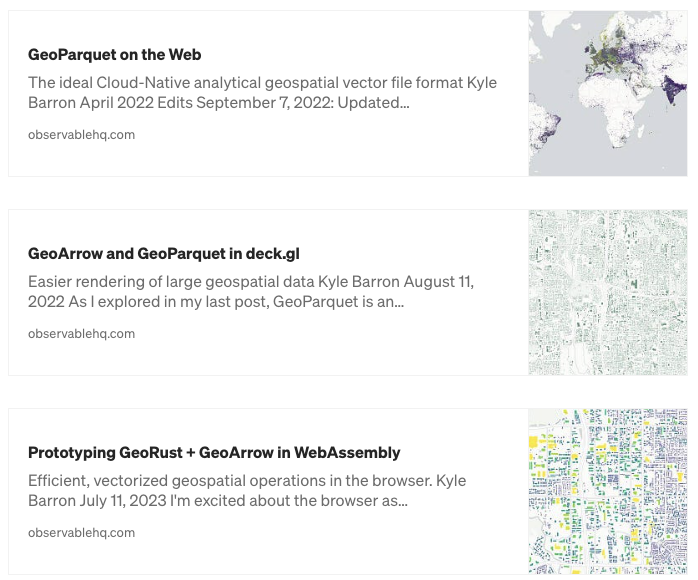 GeoParquet on the Web
The ideal Cloud-Native analytical geospatial vector file format Kyle
Barron April 2022 Edits September 7, 2022: Updated...
observablehq.com
GeoArrow and GeoParquet in deck.gl
Easier rendering of large geospatial data Kyle Barron August 11,
2022 As I explored in my last post, GeoParquet is an...
observablehq.com
Prototyping GeoRust + GeoArrow in WebAssembly
Efficient, vectorized geospatial operations in the browser. Kyle
Barron July 11, 2023 I'm excited about the browser as...
observablehq.com